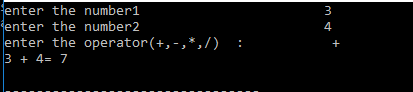 enter the number1 3
enter the number2 4
enter the operator(+,-,*,/) : +
3 + 4= 7
--------------------------------